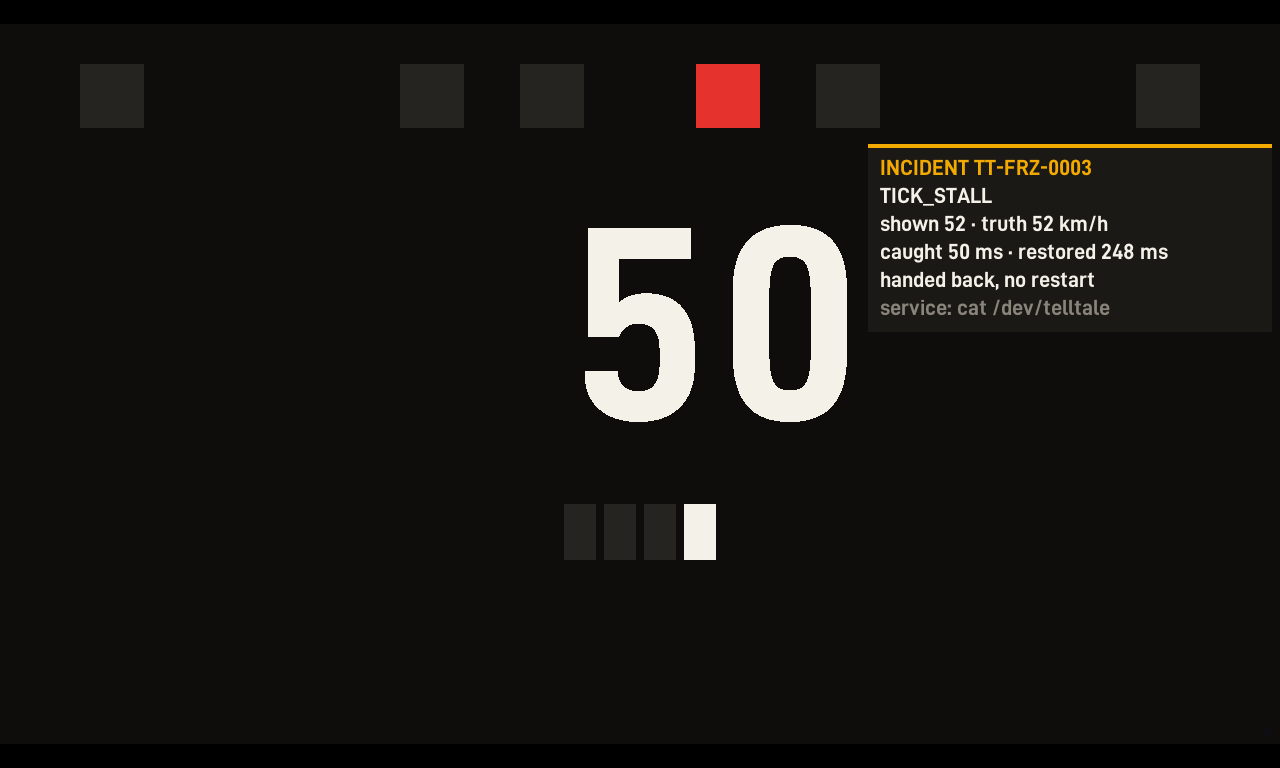 INCIDENT TT-FRZ-0003
TICK_STALL
shown 52 · truth 52 km/h
caught 50 ms · restored 248 ms
handed back, no restart
service: cat /dev/telltale
50